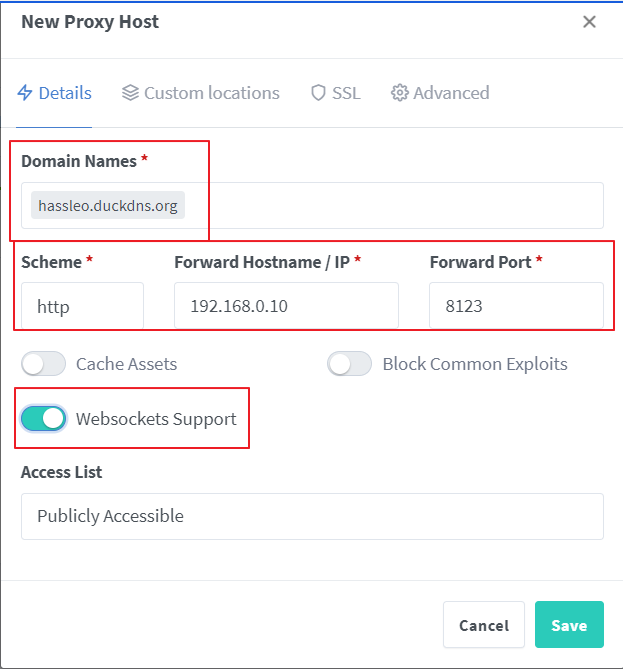 New Proxy Host
Details Custom locations SSL Advanced
Domain Names *
hassleo.duckdns.org
Scheme * Forward Hostname / IP * Forward Port *
http 192.168.0.10 8123
Cache Assets Block Common Exploits
Websockets Support
Access List
Publicly Accessible
Cancel Save